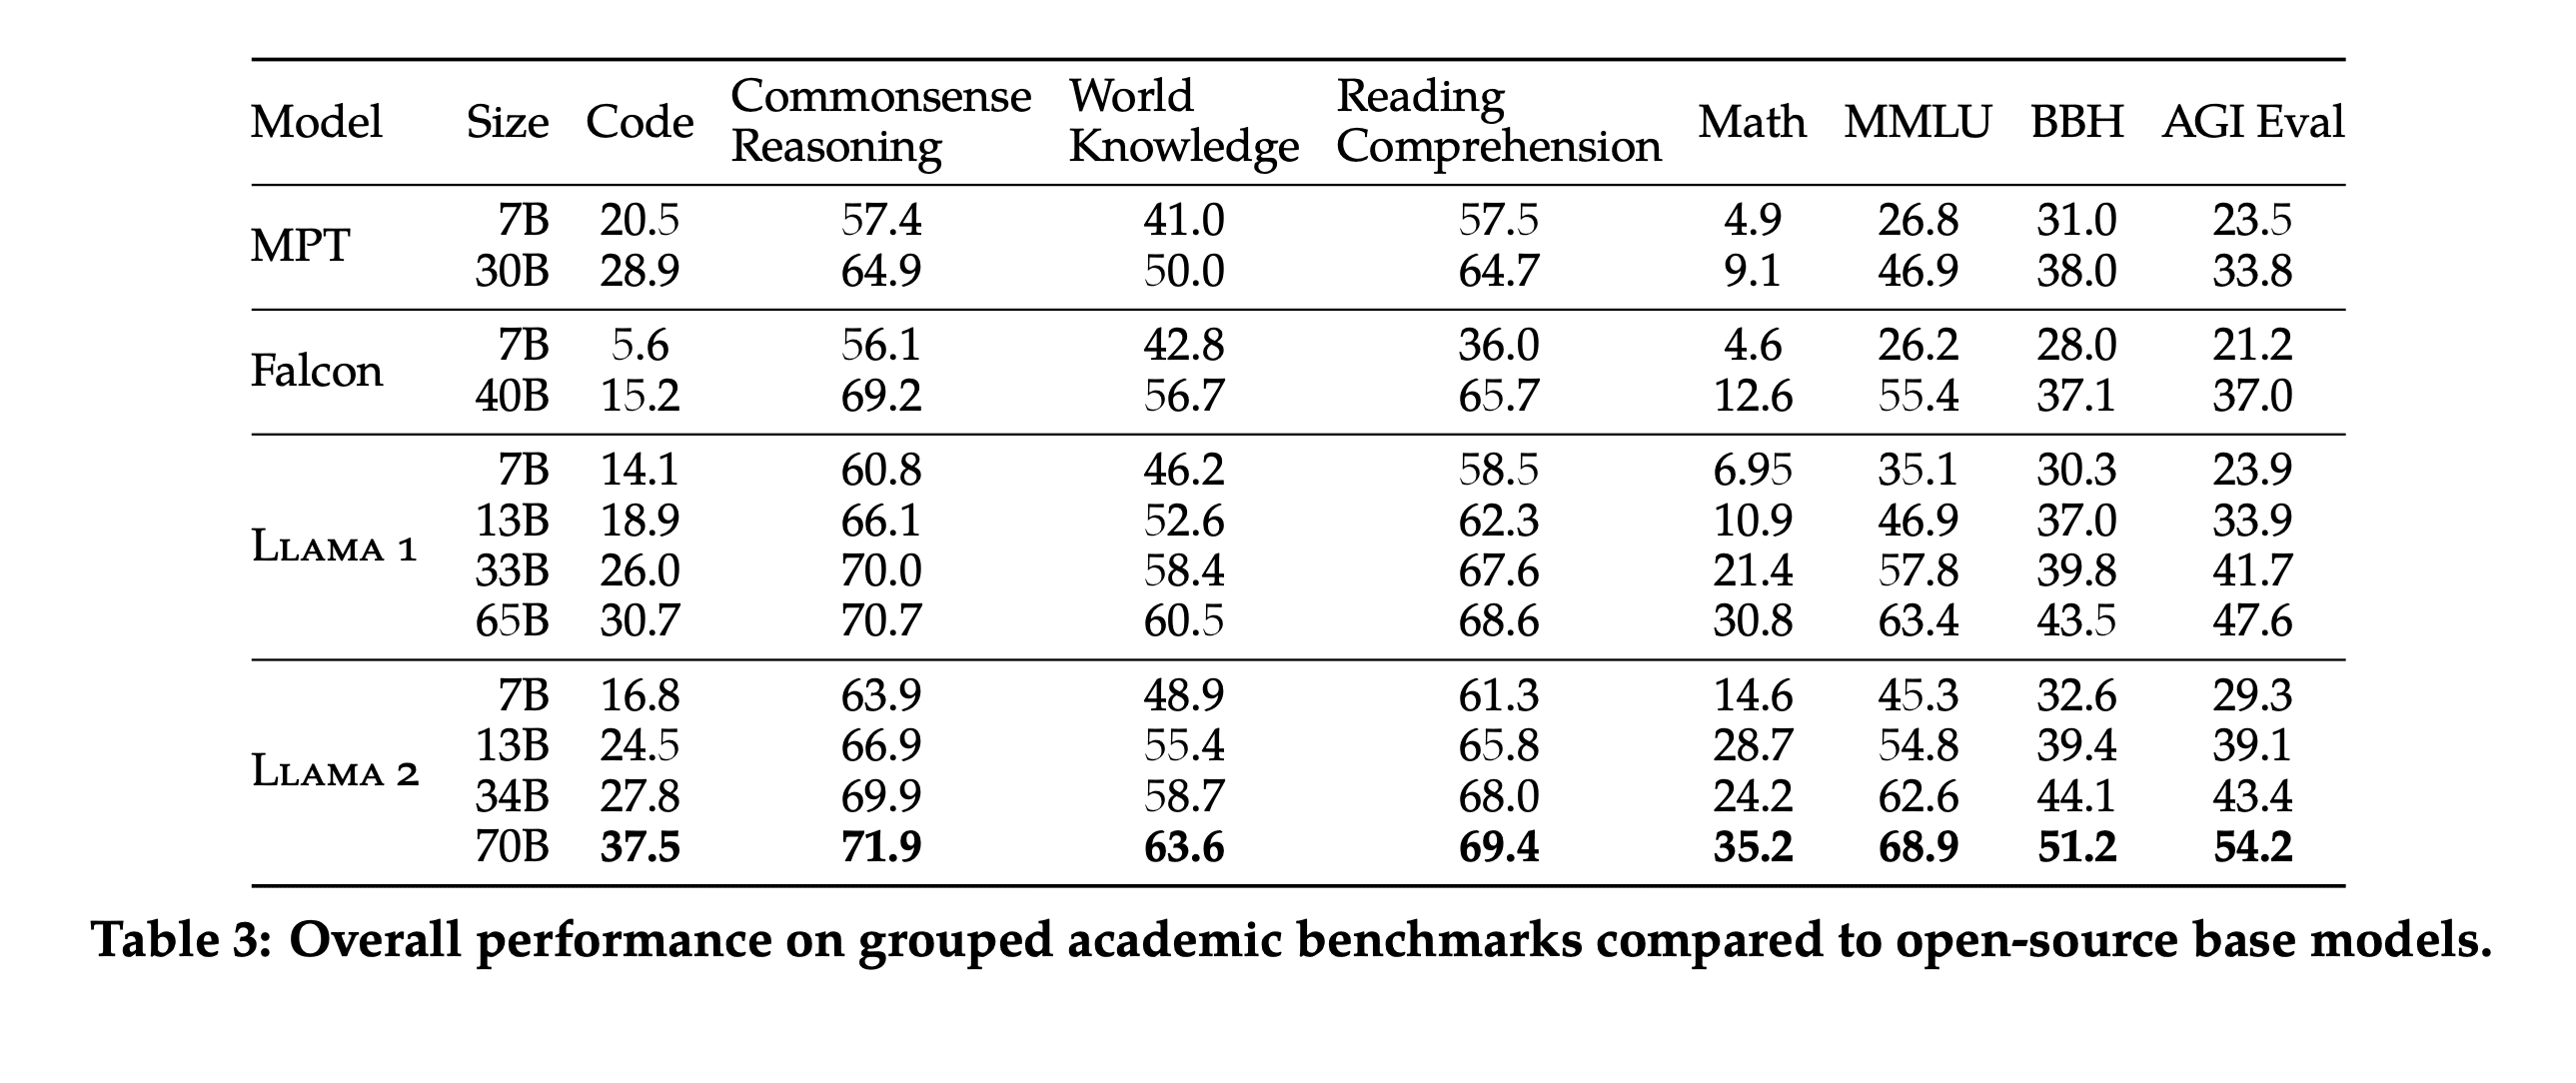 Model Size Code Commonsense Reasoning World Knowledge Reading Comprehension Math MMLU BBH AGI Eval
MPT 7B 20.5 57.4 41.0 57.5 4.9 26.8 31.0 23.5
30B 28.9 64.9 50.0 64.7 9.1 46.9 38.0 33.8
Falcon 7B 5.6 56.1 42.8 36.0 4.6 26.2 28.0 21.2
40B 15.2 69.2 56.7 65.7 12.6 55.4 37.1 37.0
LLAMA 1 7B 14.1 60.8 46.2 58.5 6.95 35.1 30.3 23.9
13B 18.9 66.1 52.6 62.3 10.9 46.9 37.0 33.9
33B 26.0 70.0 58.4 67.6 21.4 57.8 39.8 41.7
65B 30.7 70.7 60.5 68.6 30.8 63.4 43.5 47.6
LLAMA 2 7B 16.8 63.9 48.9 61.3 14.6 45.3 32.6 29.3
13B 24.5 66.9 55.4 65.8 28.7 54.8 39.4 39.1
34B 27.8 69.9 58.7 68.0 24.2 62.6 44.1 43.4
70B 37.5 71.9 63.6 69.4 35.2 68.9 51.2 54.2
Table 3: Overall performance on grouped academic benchmarks compared to open-source base models.